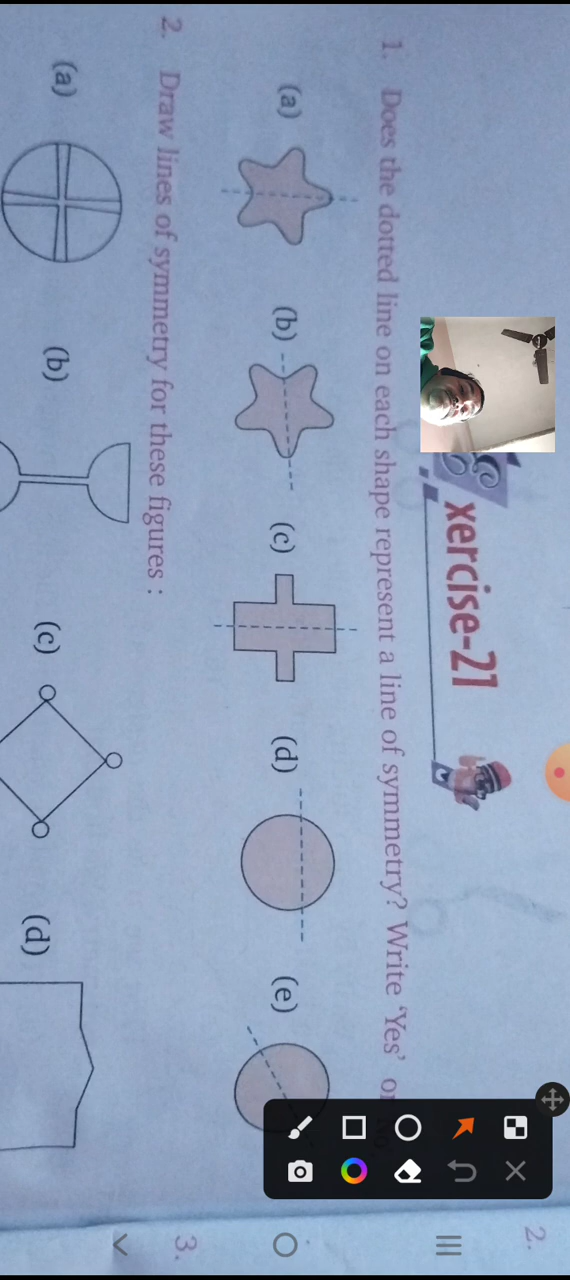 Exercise-21
1. Does the dotted line on each shape represent a line of symmetry? Write 'Yes' or
(a) (b) (c) (d) (e)
2. Draw lines of symmetry for these figures :
(a) (b) (c) (d)
3.
2.